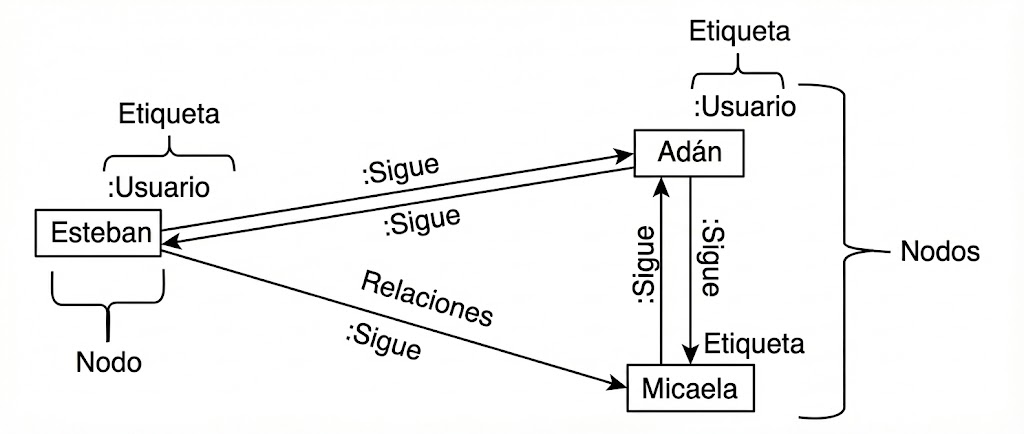 Etiqueta
:Usuario
Adán
Etiqueta
:Usuario
Esteban
Nodo
:Sigue
:Sigue
Relaciones
:Sigue
:Sigue
:Sigue
Etiqueta
Micaela
Nodos